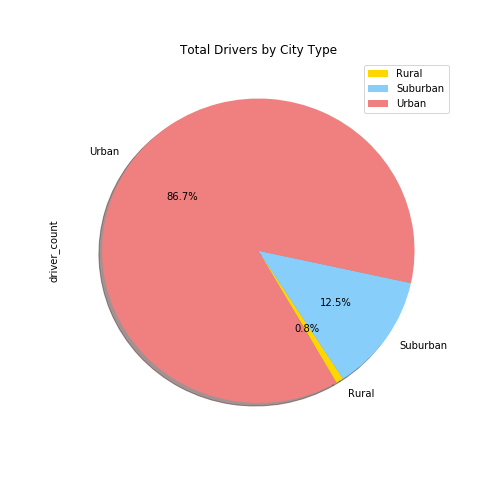 Total Drivers by City Type
Rural
Suburban
Urban
Urban
86.7%
driver_count
12.5%
0.8%
Suburban
Rural